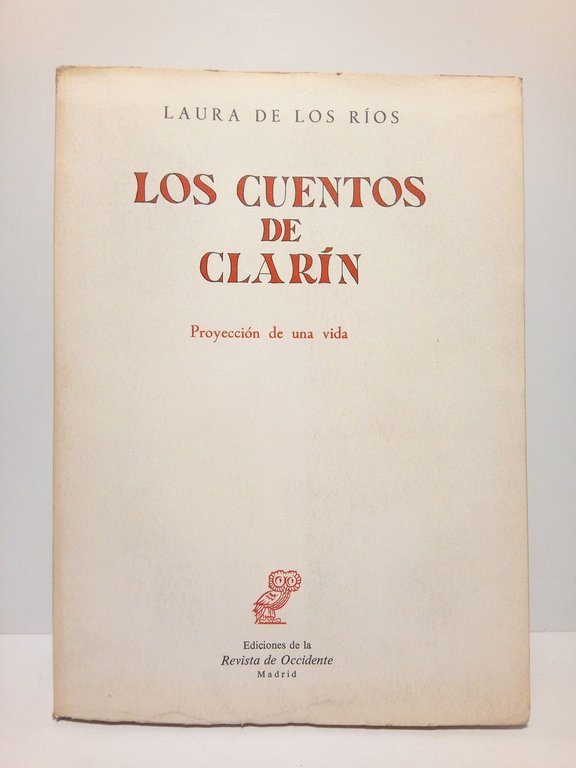 LAURA DE LOS RÍOS
LOS CUENTOS
DE
CLARÍN
Proyección de una vida
Ediciones de la
Revista de Occidente
Madrid